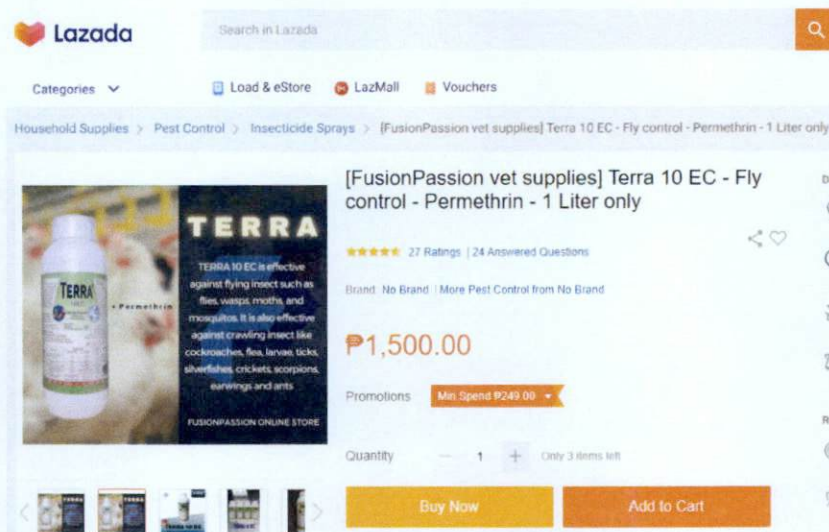 Lazada
Search in Lazada
Categories
Load & eStore
LazMall
Vouchers
Household Supplies > Pest Control > Insecticide Sprays > [FusionPassion vet supplies] Terra 10 EC - Fly control - Permethrin - 1 Liter only
[FusionPassion vet supplies] Terra 10 EC - Fly
control - Permethrin - 1 Liter only
27 Ratings | 24 Answered Questions
Brand: No Brand | More Pest Control from No Brand
₱1,500.00
Promotions
Min Spend ₱249.00
Quantity
1
Only 3 items left
Buy Now
Add to Cart
TERRA
TERRA 10 EC is effective
against flying insect such as
flies, wasps, moths, and
mosquitos. It is also effective
against crawling insect like
cockroaches, flea, larvae, ticks,
silverfishes, crickets, scorpions,
earwings and ants
FUSIONPASSION ONLINE STORE
TERRA
Permethrin
TERRA
TERRA